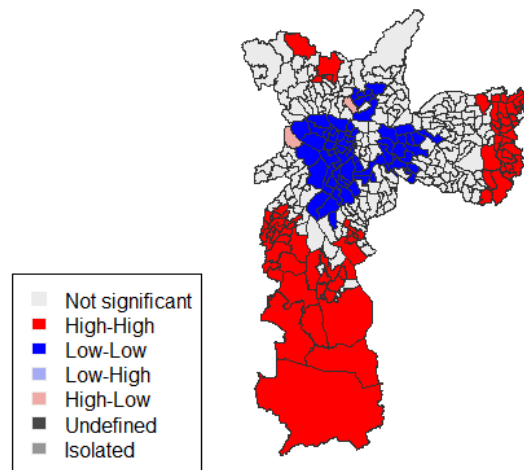 Not significant
High-High
Low-Low
Low-High
High-Low
Undefined
Isolated